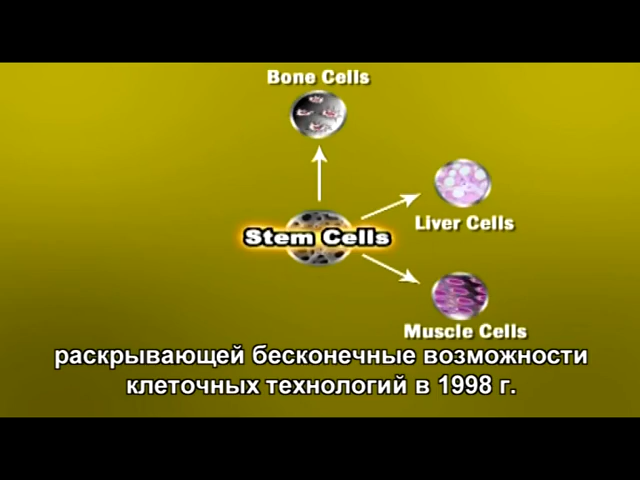 Bone Cells
Liver Cells
Stem Cells
Muscle Cells
раскрывающей бесконечные возможности
клеточных технологий в 1998 г.